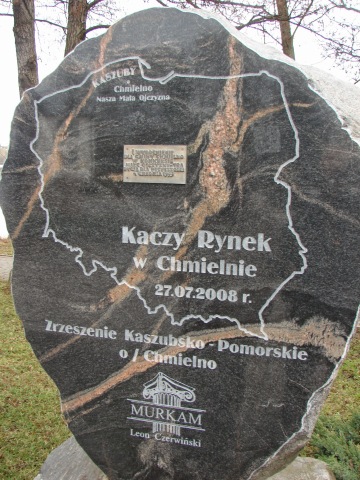 KASZUBY
Chmielno
Nasza Mała Ojczyzna
Kaczy Rynek
w Chmielnie
27.07.2008 r.
Zrzeszenie Kaszubsko-Pomorskie
o/Chmielno
MURKAM
Leon Czerwiński